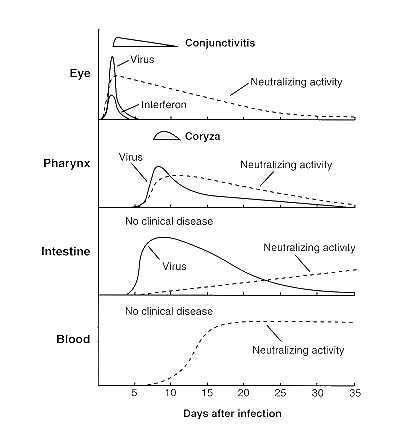 Conjunctivitis
Virus
Eye
Neutralizing activity
Interferon
Coryza
Virus
Neutralizing activity
Pharynx
No clinical disease
Intestine
Neutralizing activity
Virus
No clinical disease
Blood
Neutralizing activity
5 10 15 20 25 30 35
Days after infection